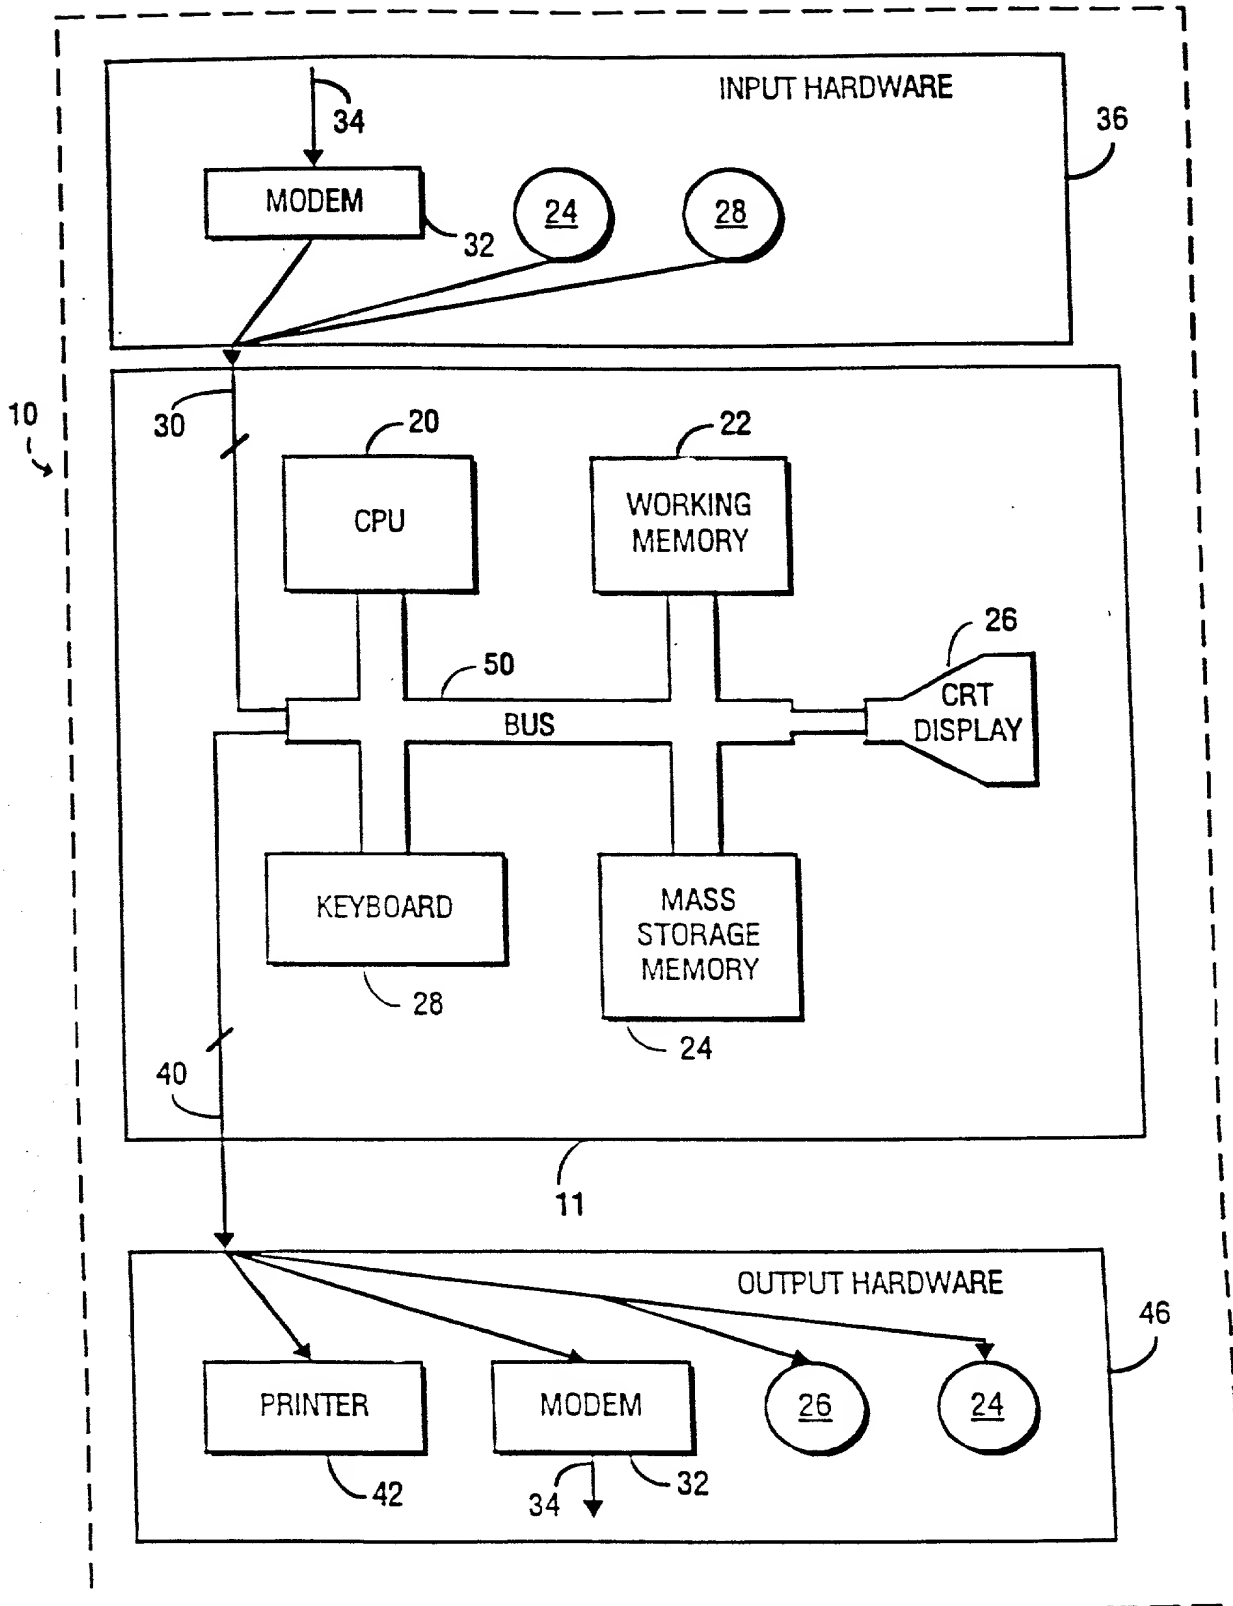 INPUT HARDWARE
34
36
MODEM
24
28
32
10
30
20
22
CPU
WORKING
MEMORY
26
50
CRT
DISPLAY
BUS
KEYBOARD
MASS
STORAGE
MEMORY
28
24
40
11
OUTPUT HARDWARE
46
PRINTER
MODEM
26
24
42
34
32